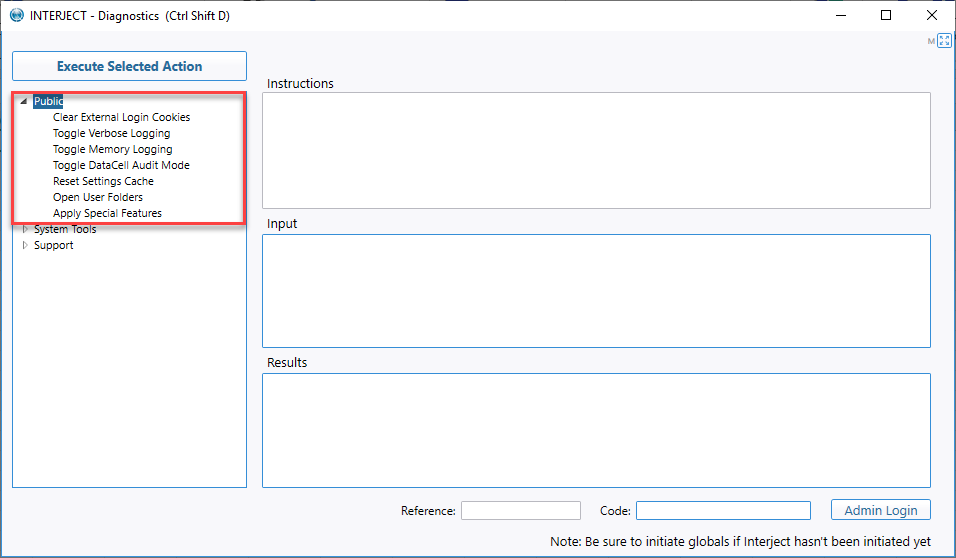 INTERJECT - Diagnostics  (Ctrl Shift D)
M
Execute Selected Action
Public
Clear External Login Cookies
Toggle Verbose Logging
Toggle Memory Logging
Toggle DataCell Audit Mode
Reset Settings Cache
Open User Folders
Apply Special Features
System Tools
Support
Instructions
Input
Results
Reference:
Code:
Admin Login
Note: Be sure to initiate globals if Interject hasn't been initiated yet